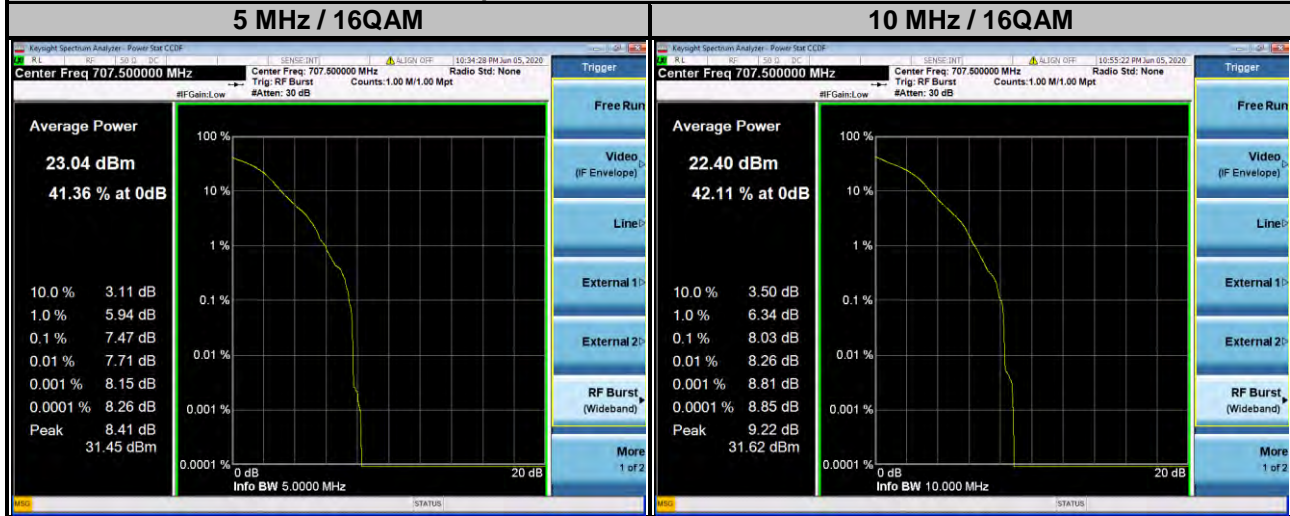 5 MHz / 16QAM
Keysight Spectrum Analyzer - Power Stat CCDF
RL RF 50 Ω DC SENSE:INT ALIGN OFF 10:34:28 PM Jun 05, 2020
Center Freq 707.500000 MHz
Center Freq: 707.500000 MHz Radio Std: None
Trig: RF Burst Counts:1.00 M/1.00 Mpt
#IFGain:Low #Atten: 30 dB
Average Power
23.04 dBm
41.36 % at 0dB
10.0 % 3.11 dB
1.0 % 5.94 dB
0.1 % 7.47 dB
0.01 % 7.71 dB
0.001 % 8.15 dB
0.0001 % 8.26 dB
Peak 8.41 dB
31.45 dBm
100 %
10 %
1 %
0.1 %
0.01 %
0.001 %
0.0001 %
0 dB 20 dB
Info BW 5.0000 MHz
Trigger
Free Run
Video
(IF Envelope)
Line
External 1
External 2
RF Burst
(Wideband)
More
1 of 2
MSG STATUS
10 MHz / 16QAM
Keysight Spectrum Analyzer - Power Stat CCDF
RL RF 50 Ω DC SENSE:INT ALIGN OFF 10:55:22 PM Jun 05, 2020
Center Freq 707.500000 MHz
Center Freq: 707.500000 MHz Radio Std: None
Trig: RF Burst Counts:1.00 M/1.00 Mpt
#IFGain:Low #Atten: 30 dB
Average Power
22.40 dBm
42.11 % at 0dB
10.0 % 3.50 dB
1.0 % 6.34 dB
0.1 % 8.03 dB
0.01 % 8.26 dB
0.001 % 8.81 dB
0.0001 % 8.85 dB
Peak 9.22 dB
31.62 dBm
100 %
10 %
1 %
0.1 %
0.01 %
0.001 %
0.0001 %
0 dB 20 dB
Info BW 10.000 MHz
Trigger
Free Run
Video
(IF Envelope)
Line
External 1
External 2
RF Burst
(Wideband)
More
1 of 2
MSG STATUS